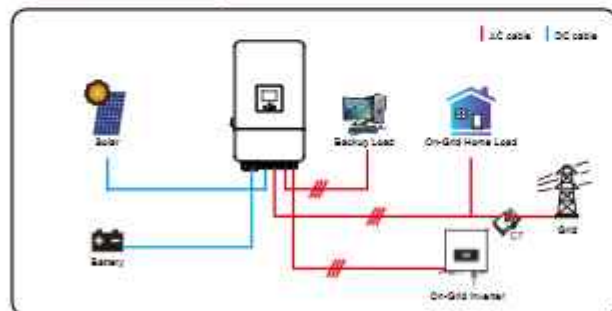 AC cable
DC cable
Solar
Backup Load
On-Grid Home Load
CT
Grid
Battery
On-Grid Inverter